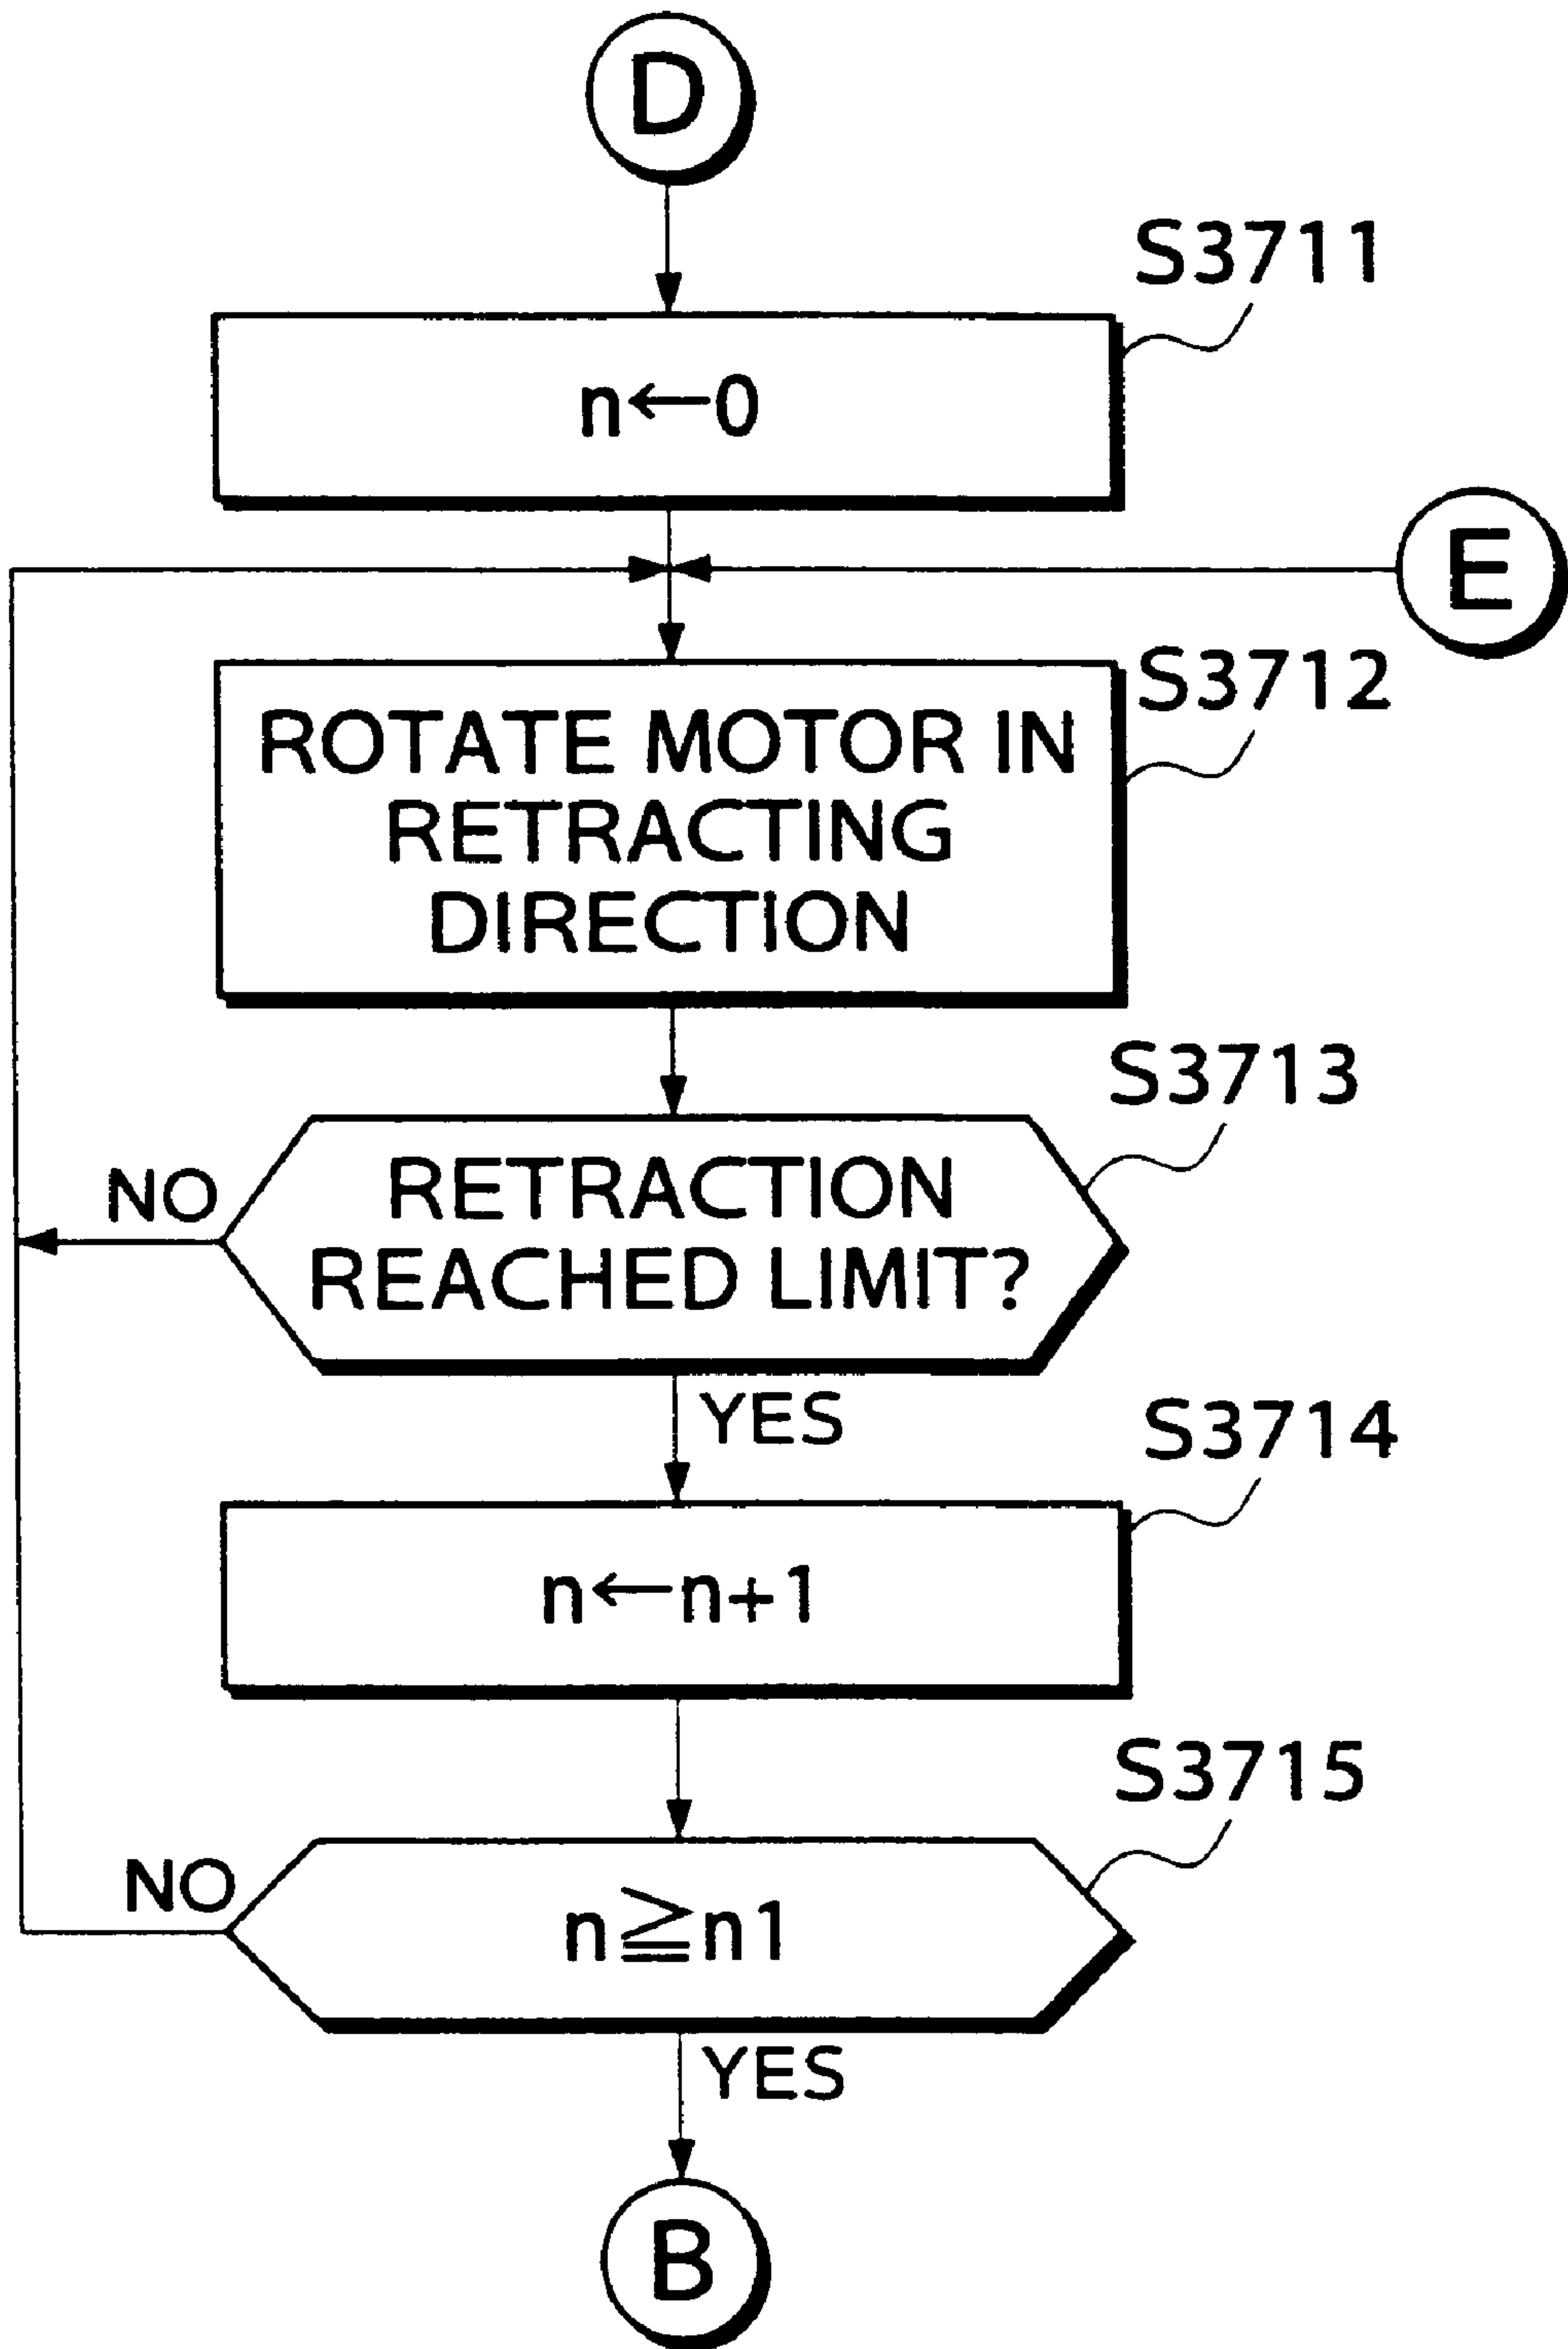 D
S3711
n←0
E
S3712
ROTATE MOTOR IN
RETRACTING
DIRECTION
S3713
NO
RETRACTION
REACHED LIMIT?
YES
S3714
n←n+1
S3715
NO
n≧n1
YES
B